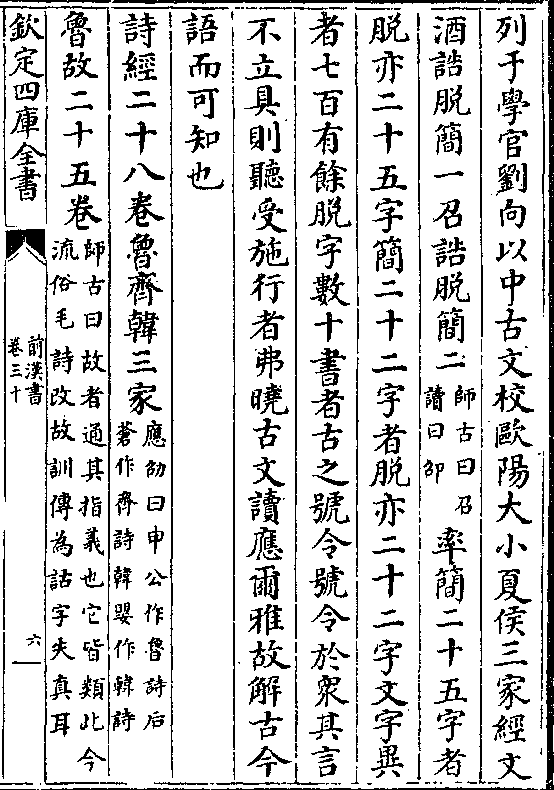 列于學官劉向以中古文校歐陽大小夏侯三家經文
酒誥脱簡一召誥脱簡二師古曰召讀曰邵率簡二十五字者
脱亦二十五字簡二十二字者脱亦二十二字文字異
者七百有餘脱字數十書者古之號令號令於衆其言
不立具則聽受施行者弗曉古文讀應爾雅故解古今
語而可知也
詩經二十八卷魯齊韓三家應劭曰申公作魯詩后蒼作齊詩韓嬰作韓詩
魯故二十五卷師古曰故者通其指義也它皆類此今流俗毛詩改故訓傳為詁字失真耳
欽定四庫全書
前漢書
卷三十
六